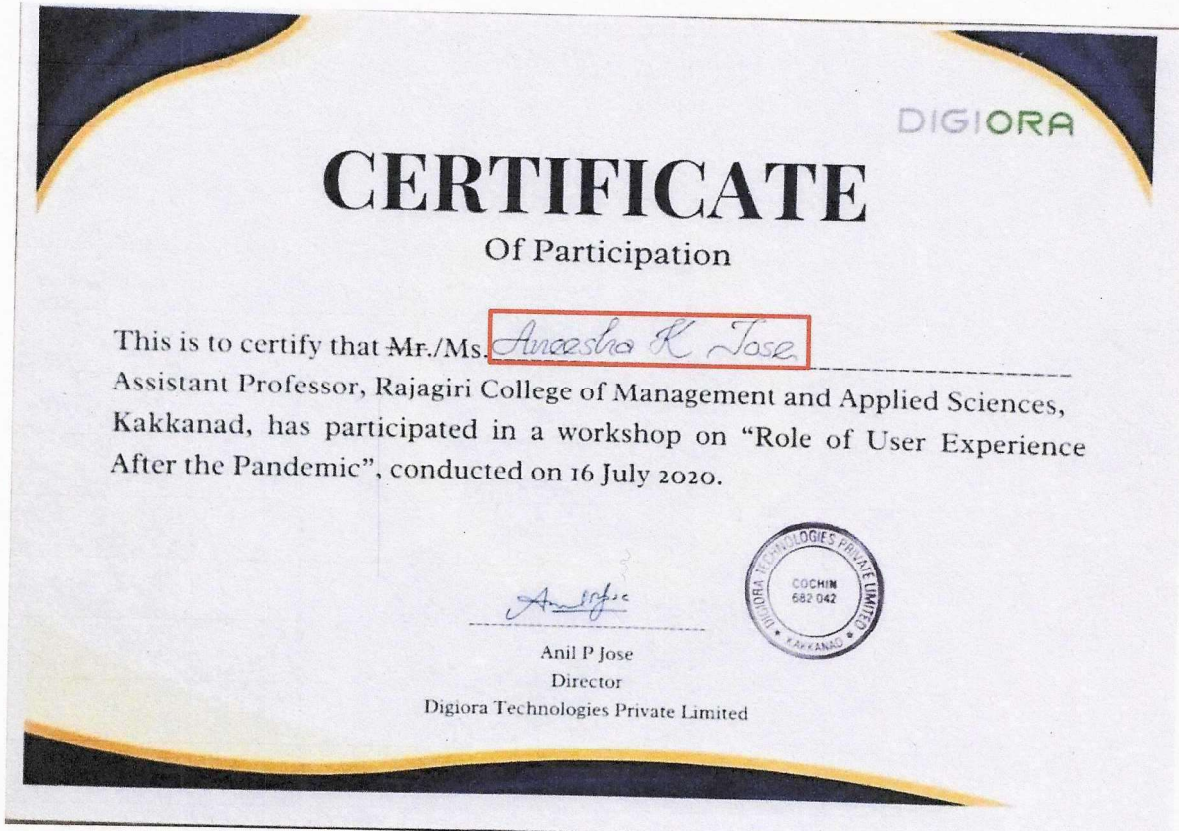 DIGIORA
CERTIFICATE
Of Participation
This is to certify that Mr./Ms. Aneesha K Jose
Assistant Professor, Rajagiri College of Management and Applied Sciences,
Kakkanad, has participated in a workshop on “Role of User Experience
After the Pandemic”, conducted on 16 July 2020.
DIGIORA TECHNOLOGIES PRIVATE LIMITED
COCHIN
682 042
KAKKANAD
Anil P Jose
Director
Digiora Technologies Private Limited